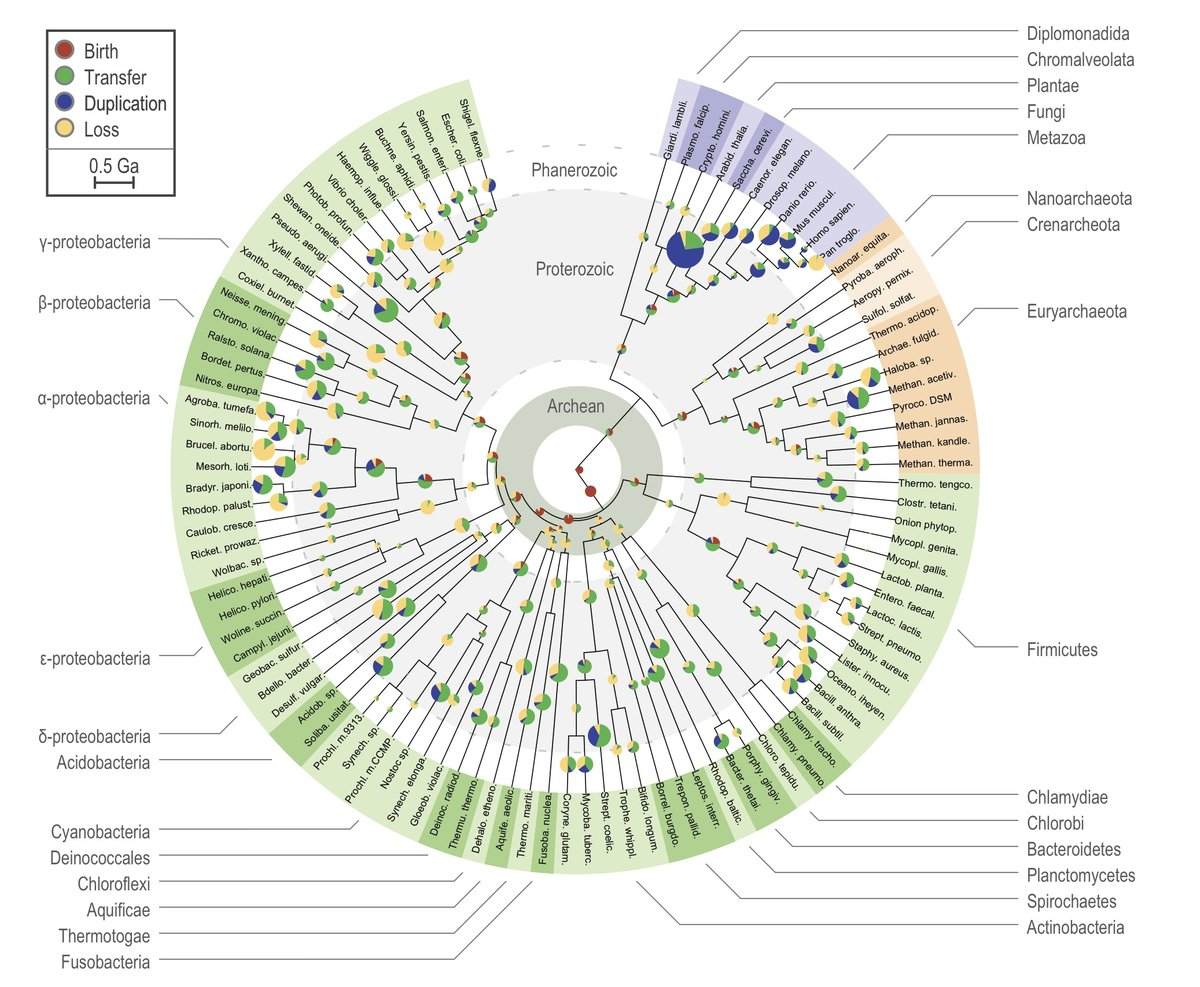 Birth
Transfer
Duplication
Loss
0.5 Ga
Phanerozoic
Proterozoic
Archean
Diplomonadida
Chromalveolata
Plantae
Fungi
Metazoa
Nanoarchaeota
Crenarcheota
Euryarchaeota
Firmicutes
Chlamydiae
Chlorobi
Bacteroidetes
Planctomycetes
Spirochaetes
Actinobacteria
γ-proteobacteria
β-proteobacteria
α-proteobacteria
ε-proteobacteria
δ-proteobacteria
Acidobacteria
Cyanobacteria
Deinococcales
Chloroflexi
Aquificae
Thermotogae
Fusobacteria
Giardi. lambli.
Plasmo. falcip.
Crypto. homini.
Arabid. thalia.
Saccha. cerevi.
Caenor. elegan.
Drosop. melano.
Danio rerio.
Mus muscul.
Homo sapien.
Pan troglo.
Nanoar. equita.
Pyroba. aeroph.
Aeropy. pernix.
Sulfol. solfat.
Thermo. acidop.
Archae. fulgid.
Haloba. sp.
Methan. acetiv.
Pyroco. DSM
Methan. jannas.
Methan. kandle.
Methan. therma.
Thermo. tengco.
Clostr. tetani.
Onion phytop.
Mycopl. genita.
Mycopl. gallis.
Lactob. planta.
Entero. faecal.
Lactoc. lactis.
Strept. pneumo.
Staphy. aureus.
Lister. innocu.
Oceano. iheyen.
Bacill. anthra.
Bacill. subtil.
Chlamy. tracho.
Chlamy. pneumo.
Chloro. tepidu.
Porphy. gingiv.
Bacter. thetai.
Rhodop. baltic.
Leptos. interr.
Trepon. pallid.
Borrel. burgdo.
Bifido. longum.
Trophe. whippl.
Strept. coelic.
Mycoba. tuberc.
Coryne. glutam.
Fusoba. nuclea.
Thermo. mariti.
Aquife. aeolic.
Dehalo. etheno.
Thermu. thermo.
Deinoc. radiod.
Gloeob. violac.
Synech. elonga.
Nostoc sp.
Prochl. m.CCMP.
Synech. sp.
Prochl. m.9313.
Soliba. usitat.
Acidob. sp.
Desulf. vulgar.
Bdello. bacter.
Geobac. sulfur.
Campyl. jejuni.
Woline. succin.
Helico. pylori.
Helico. hepati.
Wolbac. sp.
Ricket. prowaz.
Caulob. cresce.
Rhodop. palust.
Bradyr. japoni.
Mesorh. loti.
Brucel. abortu.
Sinorh. melilo.
Agroba. tumefa.
Nitros. europa.
Bordet. pertus.
Ralsto. solana.
Chromo. violac.
Neisse. mening.
Coxiel. burnet.
Xantho. campes.
Xylell. fastid.
Pseudo. aerugi.
Shewan. oneide.
Photob. profun.
Vibrio choler.
Haemop. influe.
Wiggle. glossi.
Buchne. aphid.
Yersin. pestis.
Salmon. enteri.
Escher. coli.
Shigel. flexne.